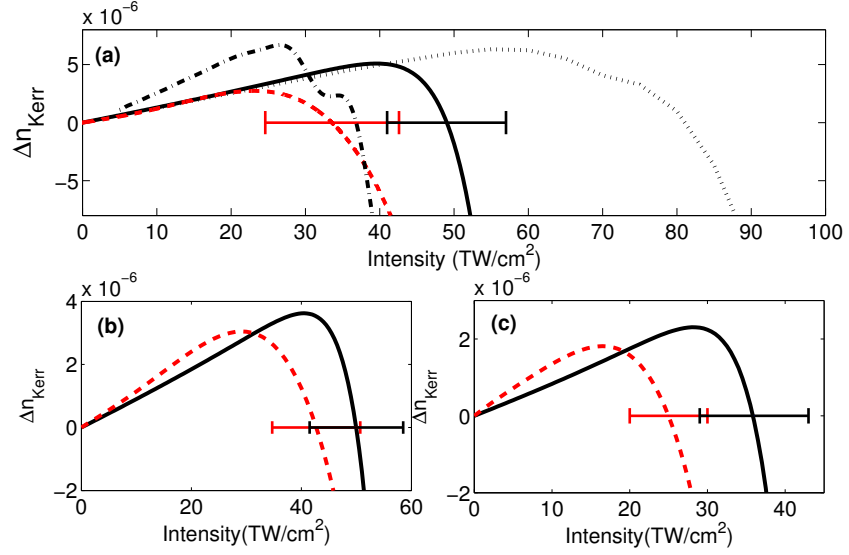 x 10⁻⁶
(a)
5
0
−5
Δn_Kerr
0 10 20 30 40 50 60 70 80 90 100
Intensity (TW/cm²)
x 10⁻⁶
(b)
4
2
0
−2
Δn_Kerr
0 20 40 60
Intensity(TW/cm²)
x 10⁻⁶
(c)
2
0
−2
Δn_Kerr
0 10 20 30 40
Intensity(TW/cm²)